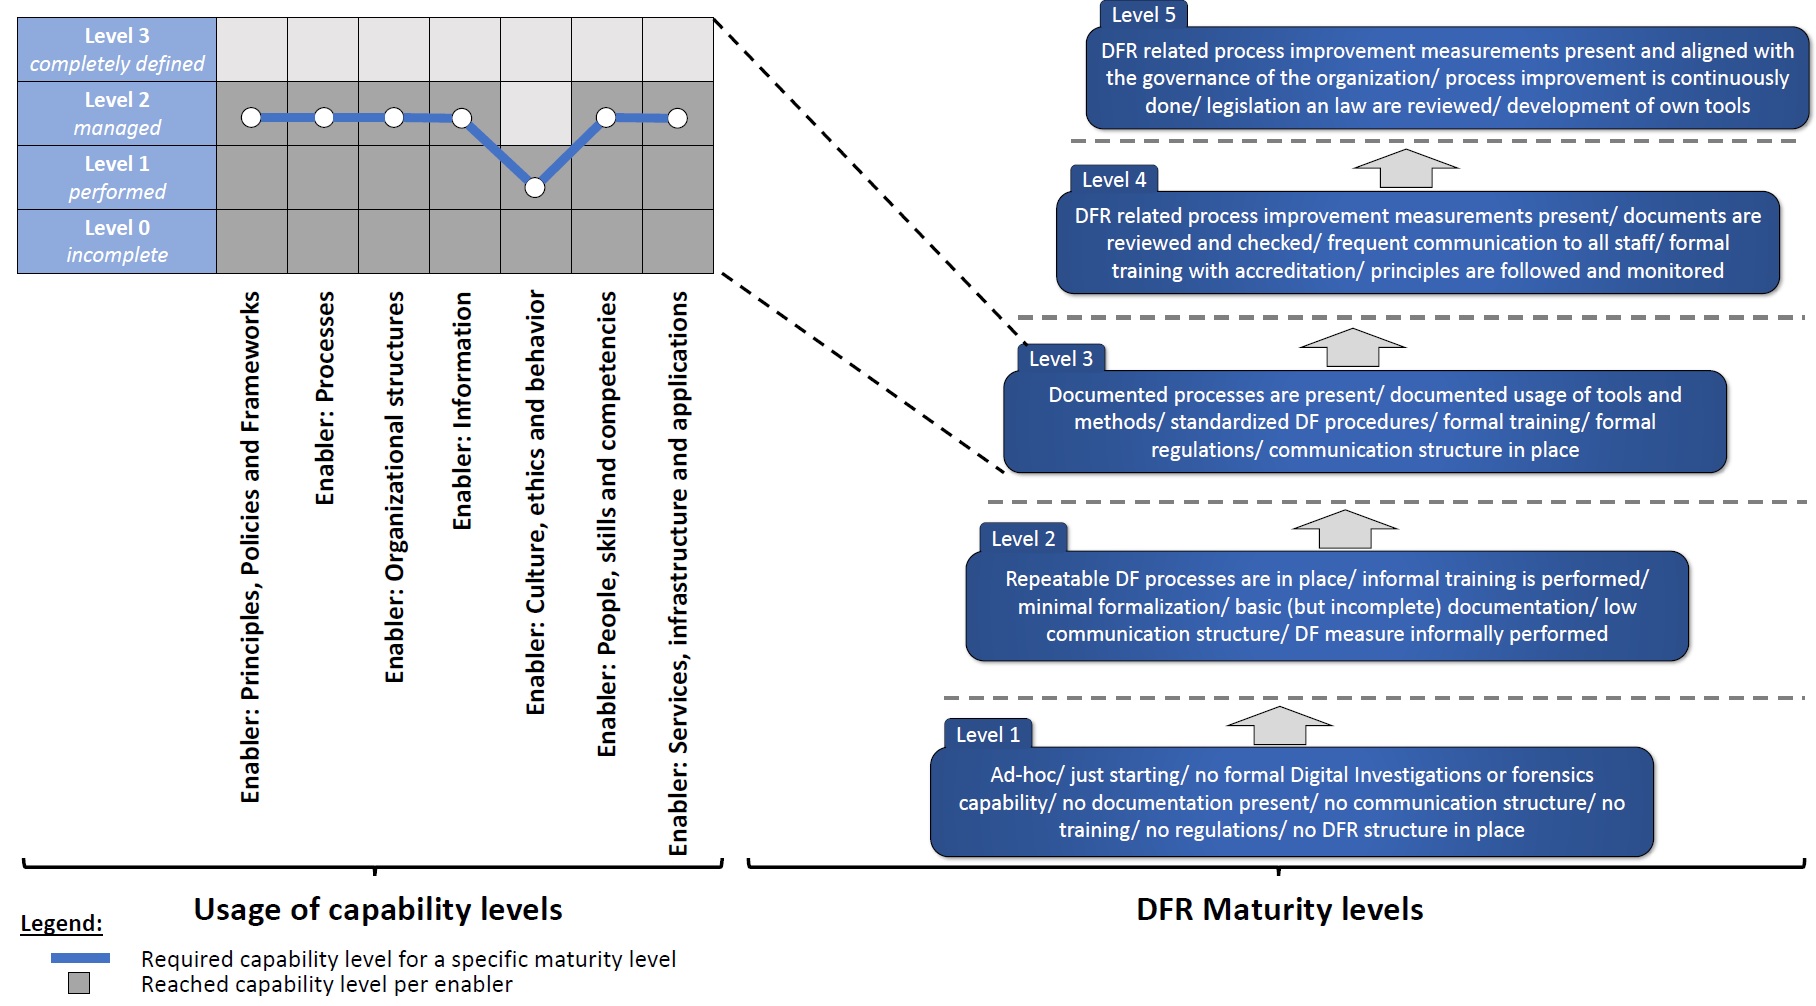 Level 3
completely defined
Level 2
managed
Level 1
performed
Level 0
incomplete
Enabler: Principles, Policies and Frameworks
Enabler: Processes
Enabler: Organizational structures
Enabler: Information
Enabler: Culture, ethics and behavior
Enabler: People, skills and competencies
Enabler: Services, infrastructure and applications
Usage of capability levels
Legend:
Required capability level for a specific maturity level
Reached capability level per enabler
Level 5
DFR related process improvement measurements present and aligned with
the governance of the organization/ process improvement is continuously
done/ legislation an law are reviewed/ development of own tools
Level 4
DFR related process improvement measurements present/ documents are
reviewed and checked/ frequent communication to all staff/ formal
training with accreditation/ principles are followed and monitored
Level 3
Documented processes are present/ documented usage of tools and
methods/ standardized DF procedures/ formal training/ formal
regulations/ communication structure in place
Level 2
Repeatable DF processes are in place/ informal training is performed/
minimal formalization/ basic (but incomplete) documentation/ low
communication structure/ DF measure informally performed
Level 1
Ad-hoc/ just starting/ no formal Digital Investigations or forensics
capability/ no documentation present/ no communication structure/ no
training/ no regulations/ no DFR structure in place
DFR Maturity levels